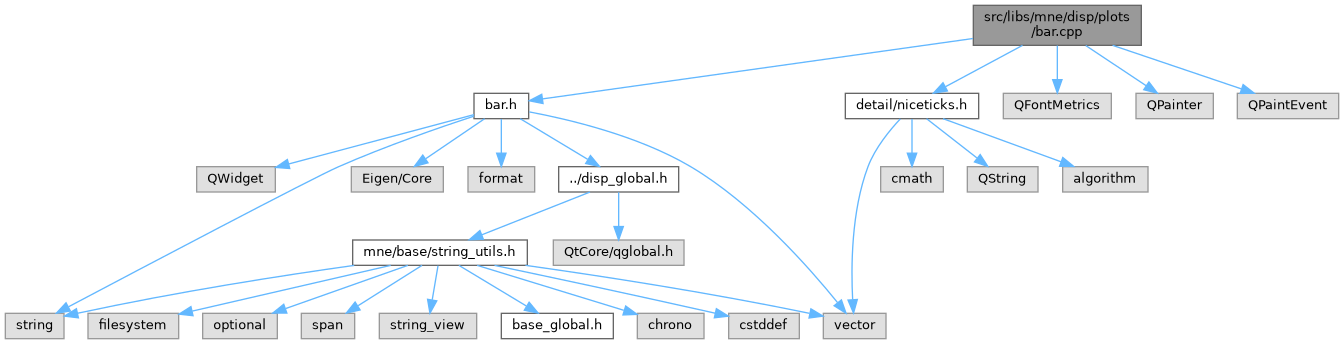 src/libs/mne/disp/plots
/bar.cpp
bar.h
detail/niceticks.h
QFontMetrics
QPainter
QPaintEvent
QWidget
Eigen/Core
format
../disp_global.h
cmath
QString
algorithm
mne/base/string_utils.h
QtCore/qglobal.h
string
filesystem
optional
span
string_view
base_global.h
chrono
cstddef
vector